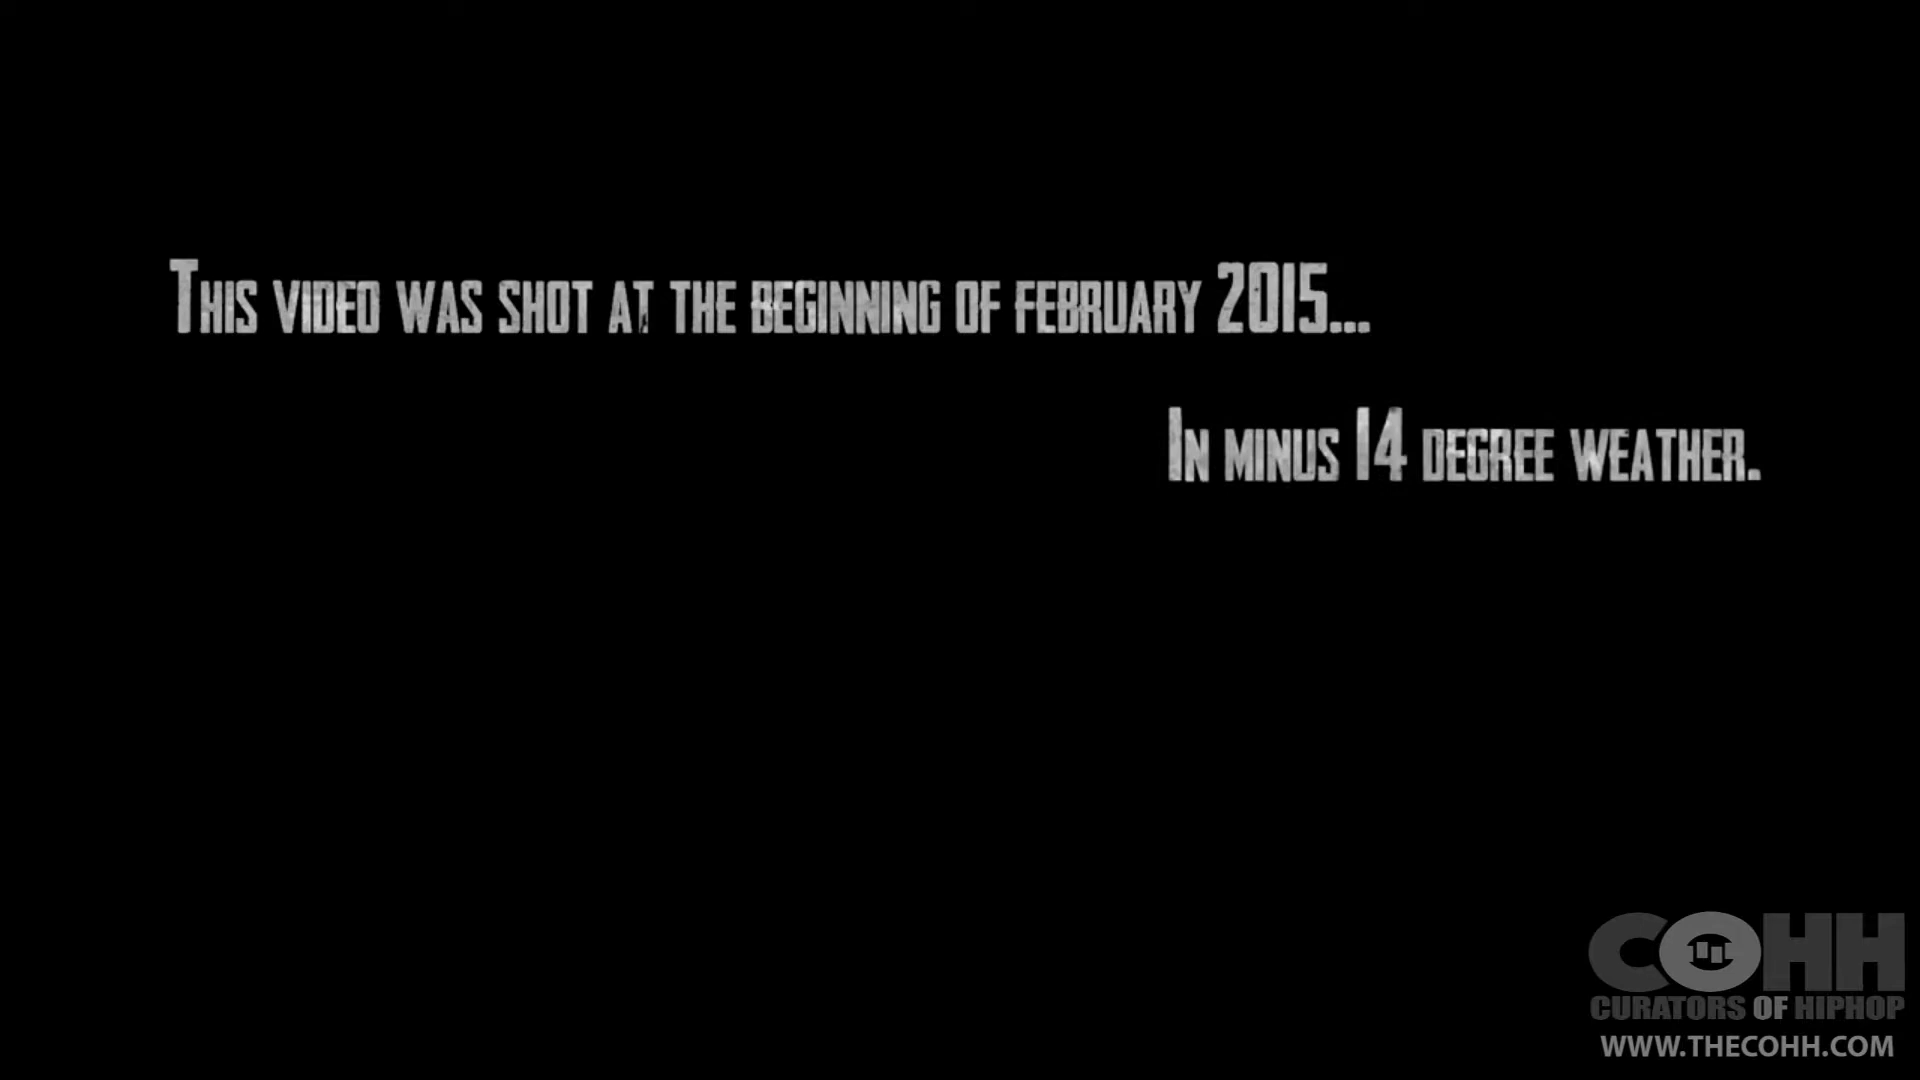 This video was shot at the beginning of february 2015...
In minus 14 degree weather.
COHH
CURATORS OF HIPHOP
WWW.THECOHH.COM